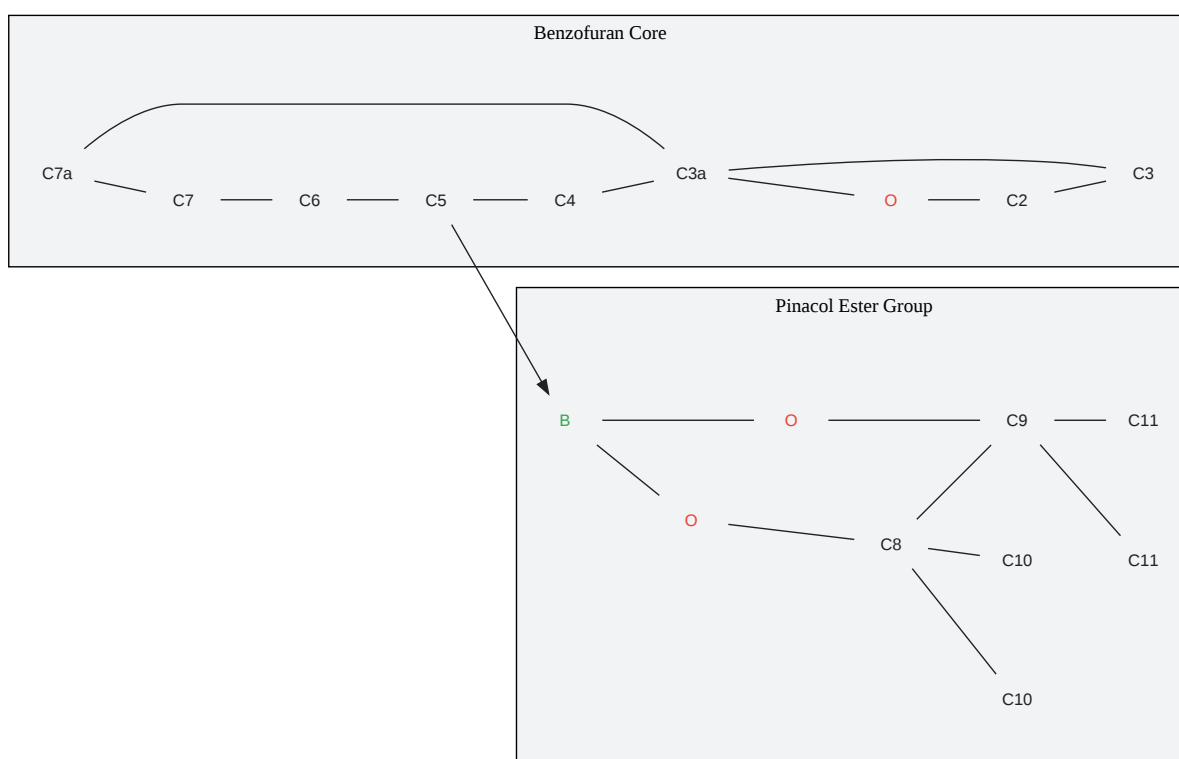 Benzofuran Core
C7a
C3a
C3
C7
C6
C5
C4
O
C2
Pinacol Ester Group
B
O
C9
C11
O
C8
C10
C11
C10